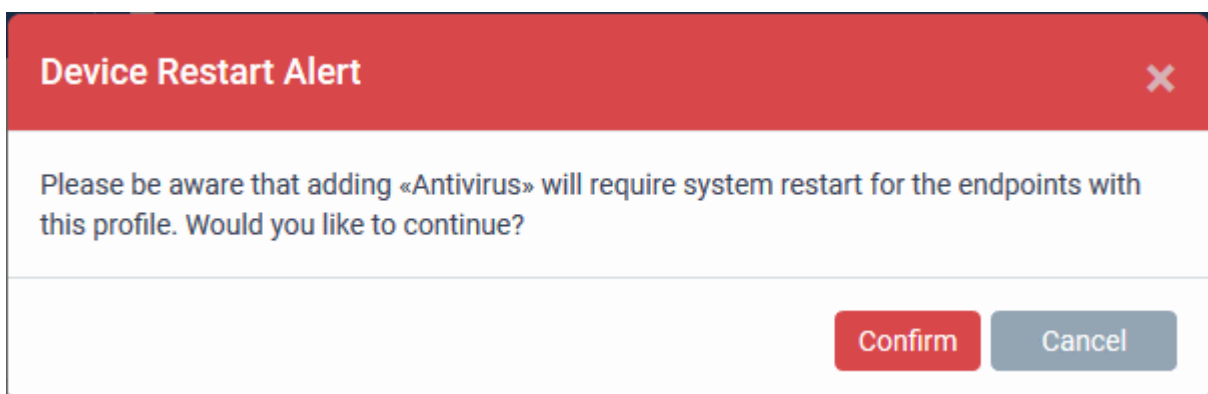 Device Restart Alert
Please be aware that adding «Antivirus» will require system restart for the endpoints with
this profile. Would you like to continue?
Confirm Cancel